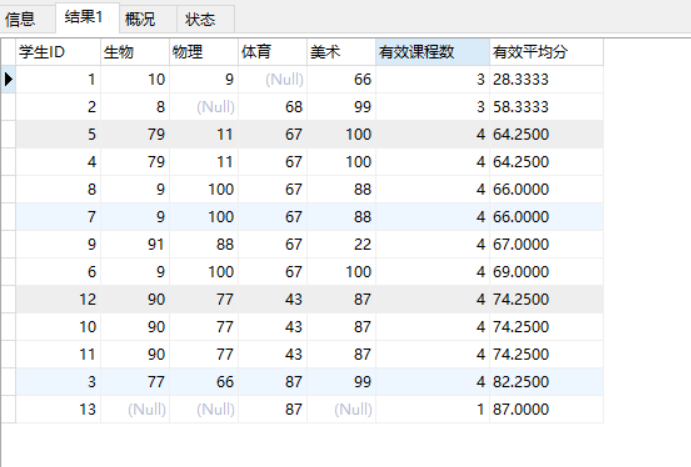 信息 结果1 概况 状态
学生ID 生物 物理 体育 美术 有效课程数 有效平均分
1 10 9 (Null) 66 3 28.3333
2 8 (Null) 68 99 3 58.3333
5 79 11 67 100 4 64.2500
4 79 11 67 100 4 64.2500
8 9 100 67 88 4 66.0000
7 9 100 67 88 4 66.0000
9 91 88 67 22 4 67.0000
6 9 100 67 100 4 69.0000
12 90 77 43 87 4 74.2500
10 90 77 43 87 4 74.2500
11 90 77 43 87 4 74.2500
3 77 66 87 99 4 82.2500
13 (Null) (Null) 87 (Null) 1 87.0000